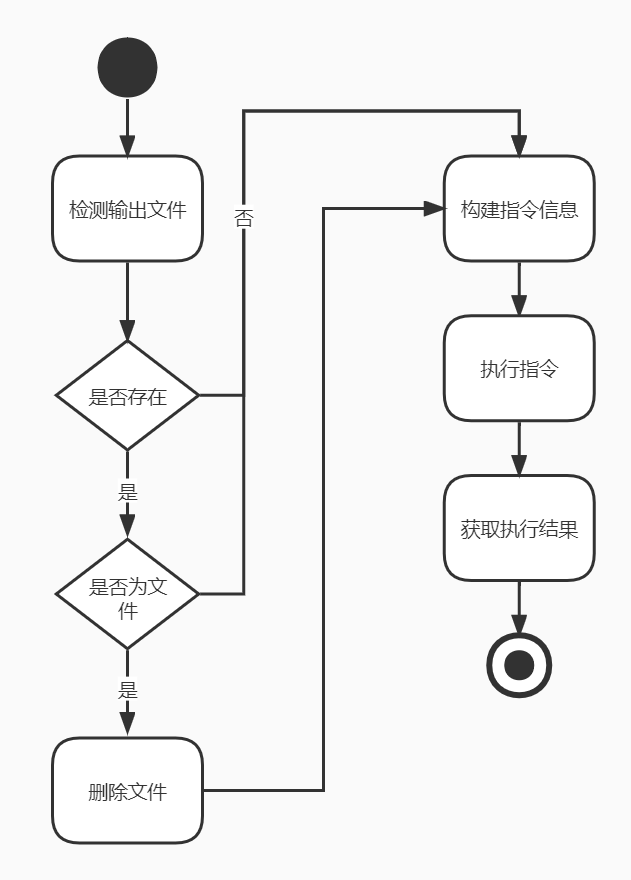 检测输出文件
否
是否存在
是
是否为文
件
是
删除文件
构建指令信息
执行指令
获取执行结果